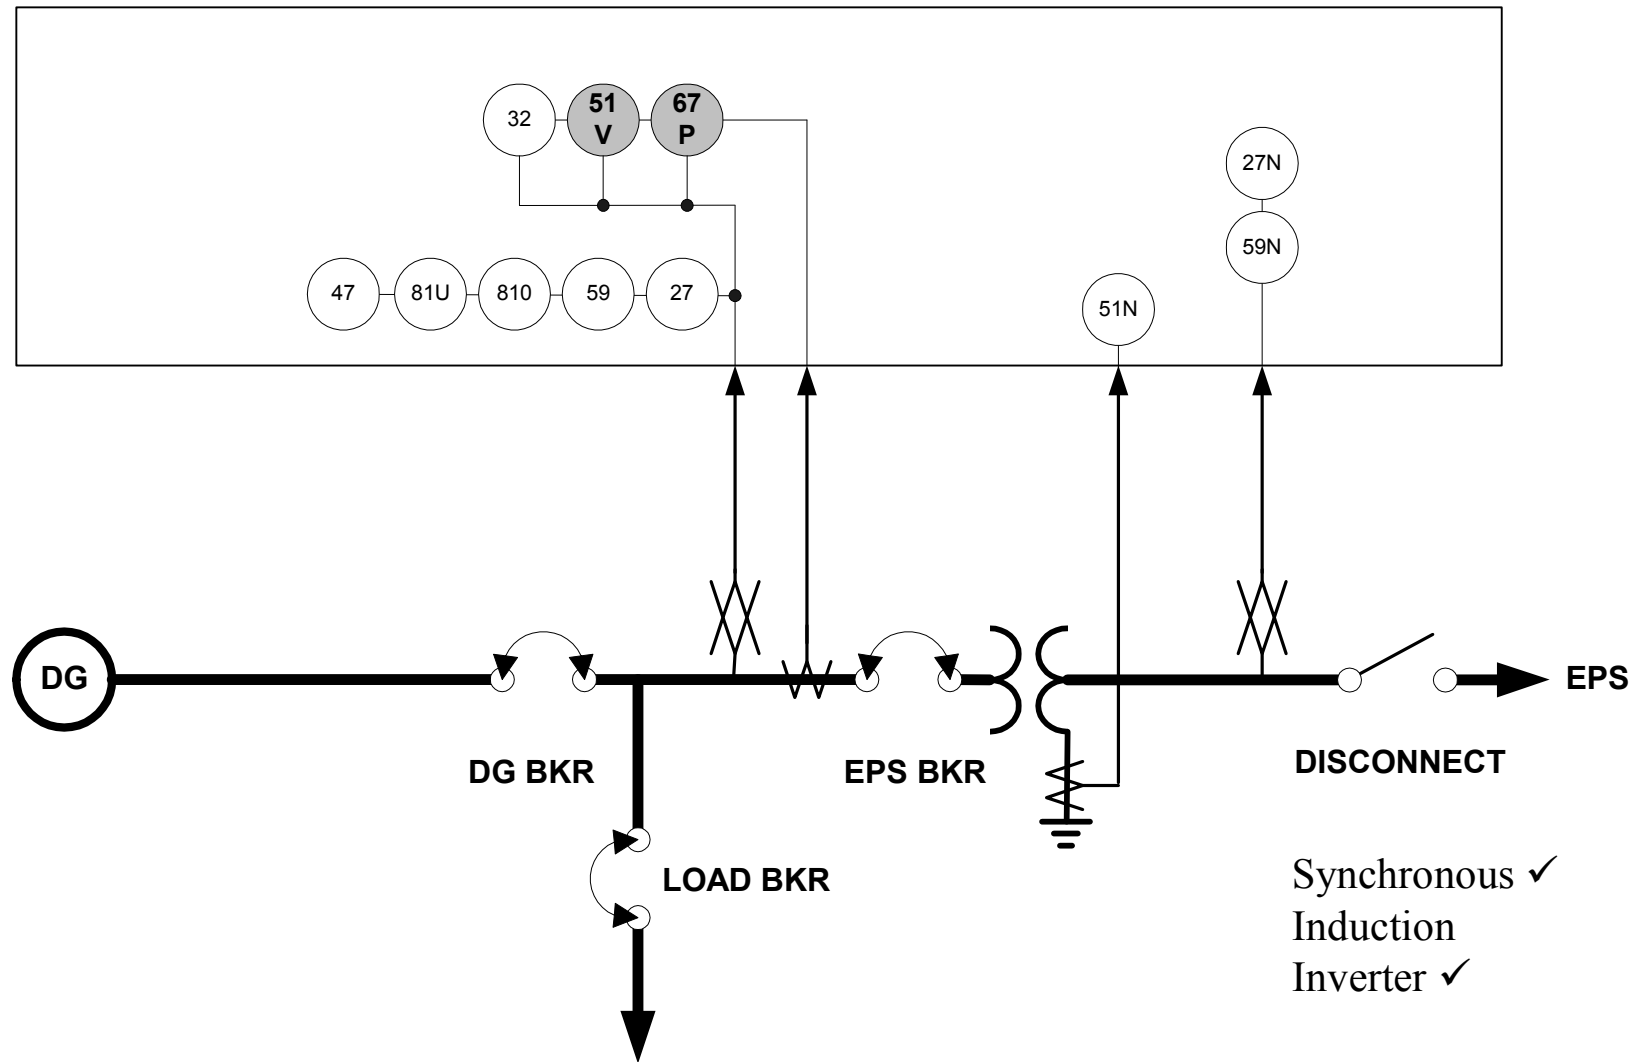 32
51
V
67
P
27N
59N
47
81U
810
59
27
51N
DG
EPS
DG BKR
EPS BKR
DISCONNECT
LOAD BKR
Synchronous ✓
Induction
Inverter ✓